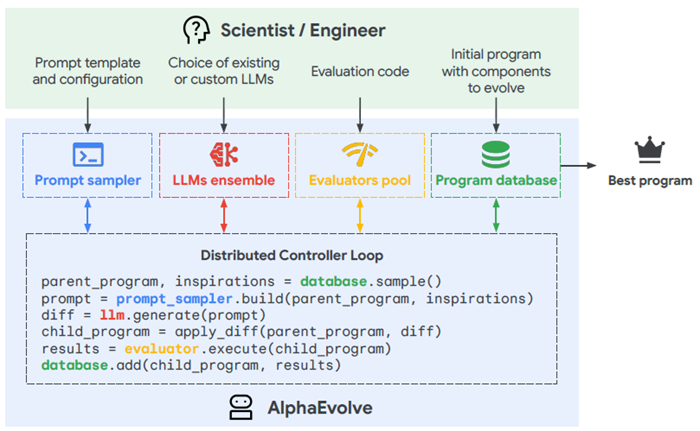 Scientist / Engineer
Prompt template
and configuration
Choice of existing
or custom LLMs
Evaluation code
Initial program
with components
to evolve
Prompt sampler
LLMs ensemble
Evaluators pool
Program database
Best program
Distributed Controller Loop
parent_program, inspirations = database.sample()
prompt = prompt_sampler.build(parent_program, inspirations)
diff = llm.generate(prompt)
child_program = apply_diff(parent_program, diff)
results = evaluator.execute(child_program)
database.add(child_program, results)
AlphaEvolve